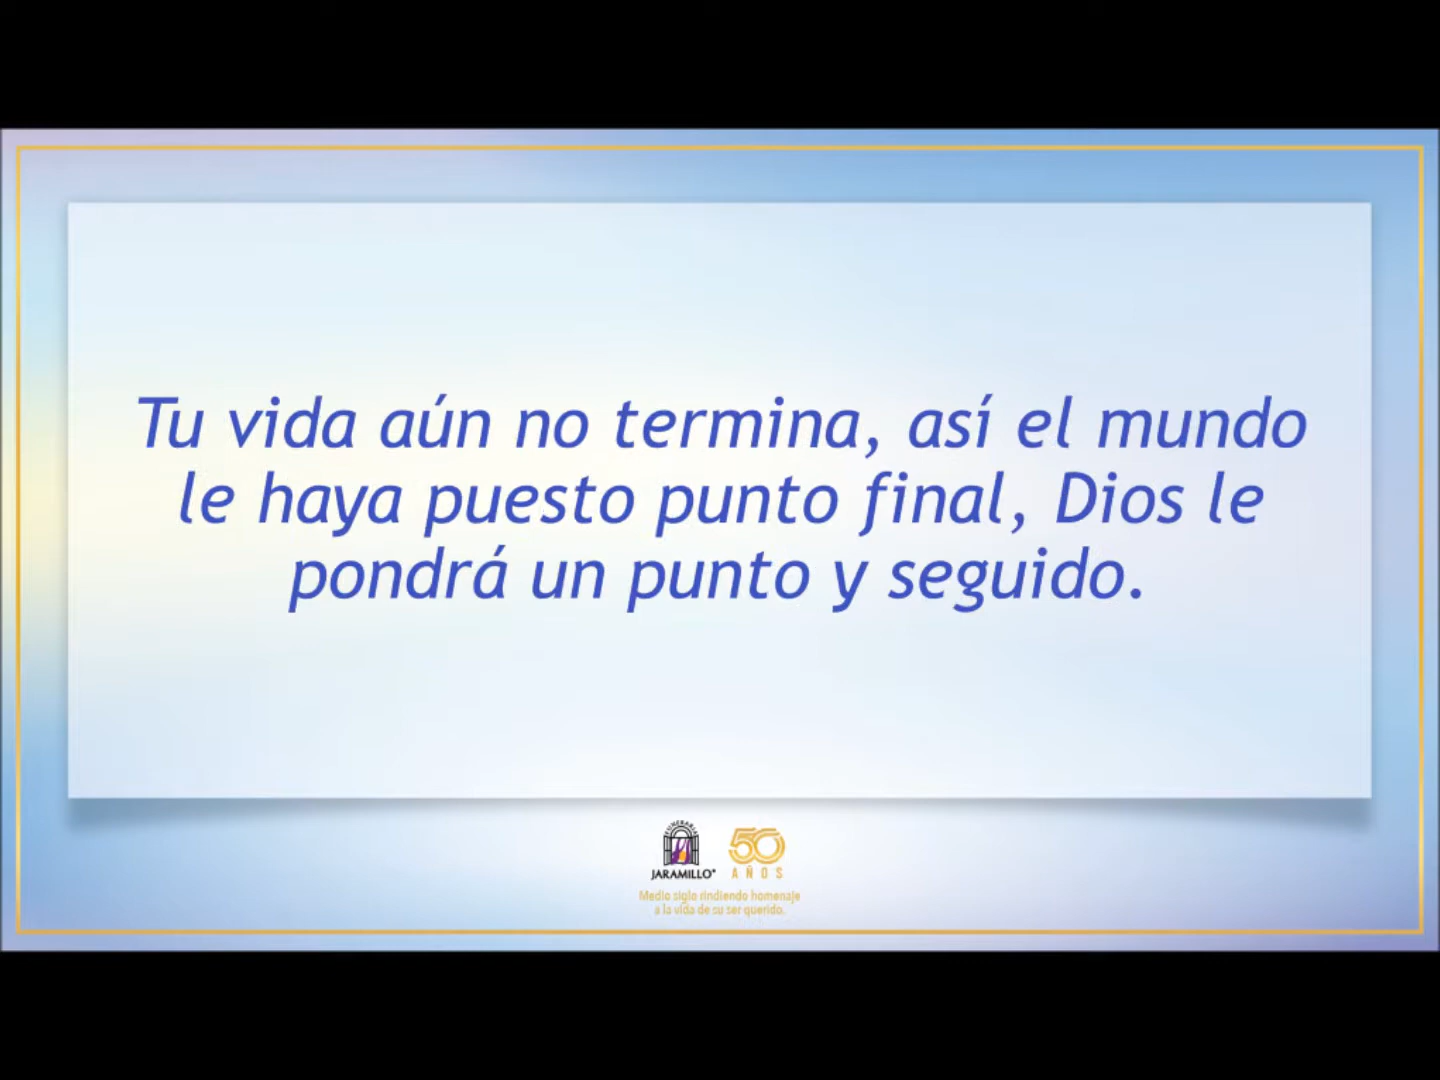 Tu vida aún no termina, así el mundo
le haya puesto punto final, Dios le
pondrá un punto y seguido.
FUNERARIA
JARAMILLO
50
AÑOS
Medio siglo rindiendo homenaje
a la vida de su ser querido.